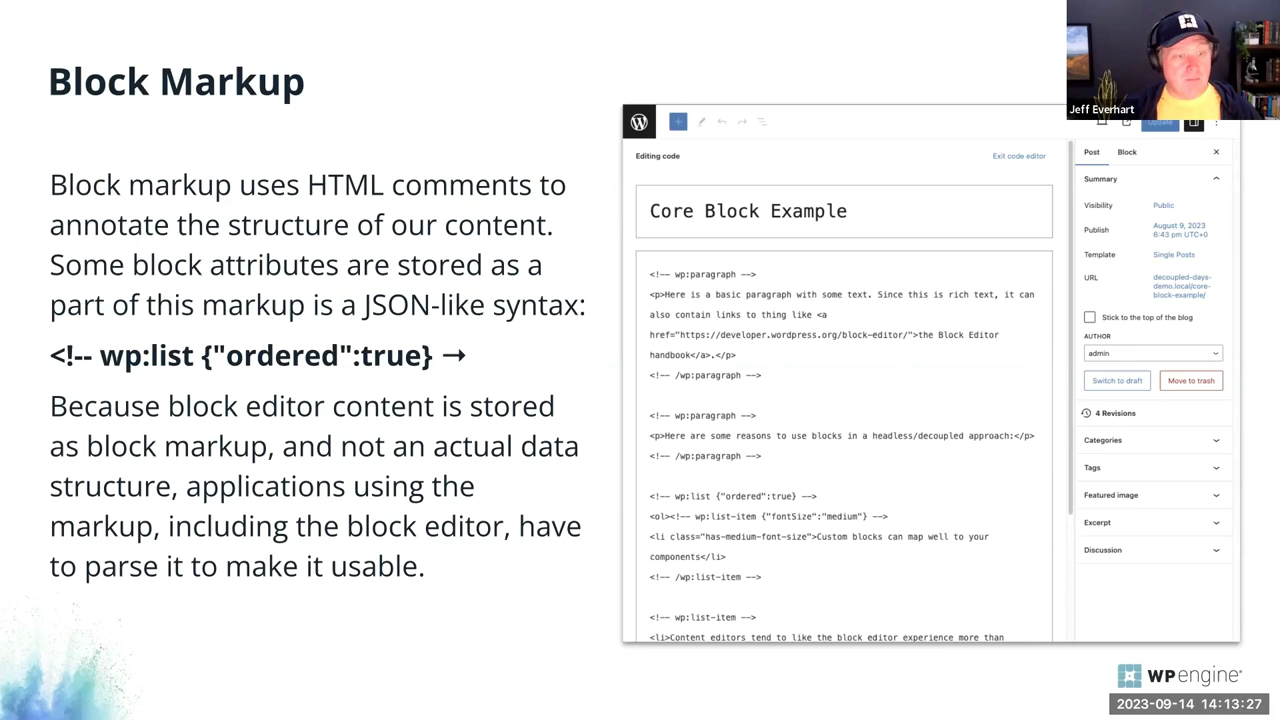 Block Markup
Block markup uses HTML comments to
annotate the structure of our content.
Some block attributes are stored as a
part of this markup is a JSON-like syntax:
<!-- wp:list {"ordered":true} →
Because block editor content is stored
as block markup, and not an actual data
structure, applications using the
markup, including the block editor, have
to parse it to make it usable.
Jeff Everhart
Update
Editing code
Exit code editor
Core Block Example
<!-- wp:paragraph -->
<p>Here is a basic paragraph with some text. Since this is rich text, it can
also contain links to thing like <a
href="https://developer.wordpress.org/block-editor/">the Block Editor
handbook</a>.</p>
<!-- /wp:paragraph -->
<!-- wp:paragraph -->
<p>Here are some reasons to use blocks in a headless/decoupled approach:</p>
<!-- /wp:paragraph -->
<!-- wp:list {"ordered":true} -->
<ol><!-- wp:list-item {"fontSize":"medium"} -->
<li class="has-medium-font-size">Custom blocks can map well to your
components</li>
<!-- /wp:list-item -->
<!-- wp:list-item -->
<li>Content editors tend to like the block editor experience more than
Post Block
Summary
Visibility Public
Publish August 9, 2023
6:43 pm UTC+0
Template Single Posts
URL decoupled-days-
demo.local/core-
block-example/
Stick to the top of the blog
AUTHOR
admin
Switch to draft Move to trash
4 Revisions
Categories
Tags
Featured image
Excerpt
Discussion
WP engine
2023-09-14 14:13:27